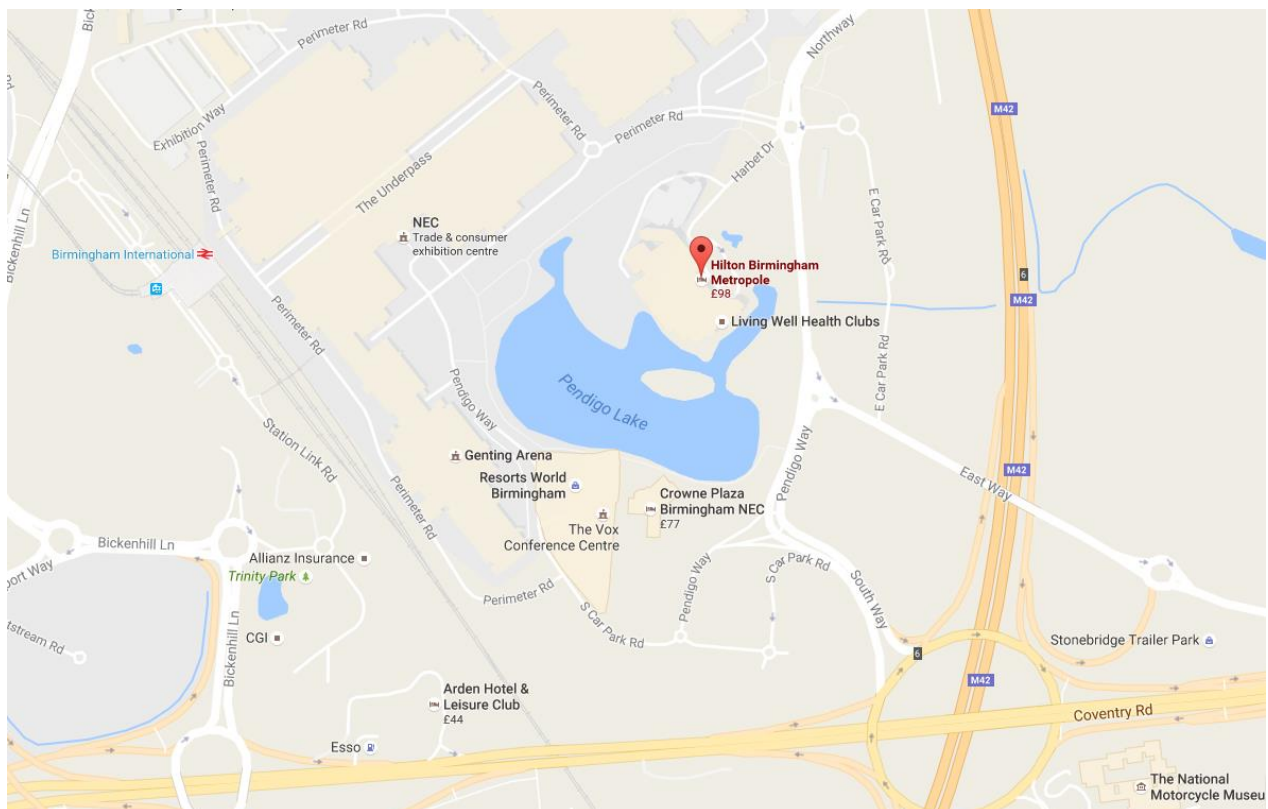 Perimeter Rd
Northway
Exhibition Way
Perimeter Rd
Perimeter Rd
M42
Perimeter Rd
Harbet Dr
The Underpass
Bickenhill Ln
E Car Park Rd
NEC
Trade & consumer
exhibition centre
Birmingham International
Hilton Birmingham
Metropole
£98
6
M42
Living Well Health Clubs
Perimeter Rd
E Car Park Rd
Pendigo Lake
Pendigo Way
Station Link Rd
Genting Arena
Pendigo Way
Resorts World
Birmingham
M42
East Way
Crowne Plaza
Birmingham NEC
£77
Perimeter Rd
The Vox
Conference Centre
Bickenhill Ln
Allianz Insurance
Trinity Park
S Car Park Rd
South Way
Perimeter Rd
Pendigo Way
S Car Park Rd
CGI
Bickenhill Ln
Stonebridge Trailer Park
6
M42
Arden Hotel &
Leisure Club
£44
Coventry Rd
Esso
The National
Motorcycle Museu